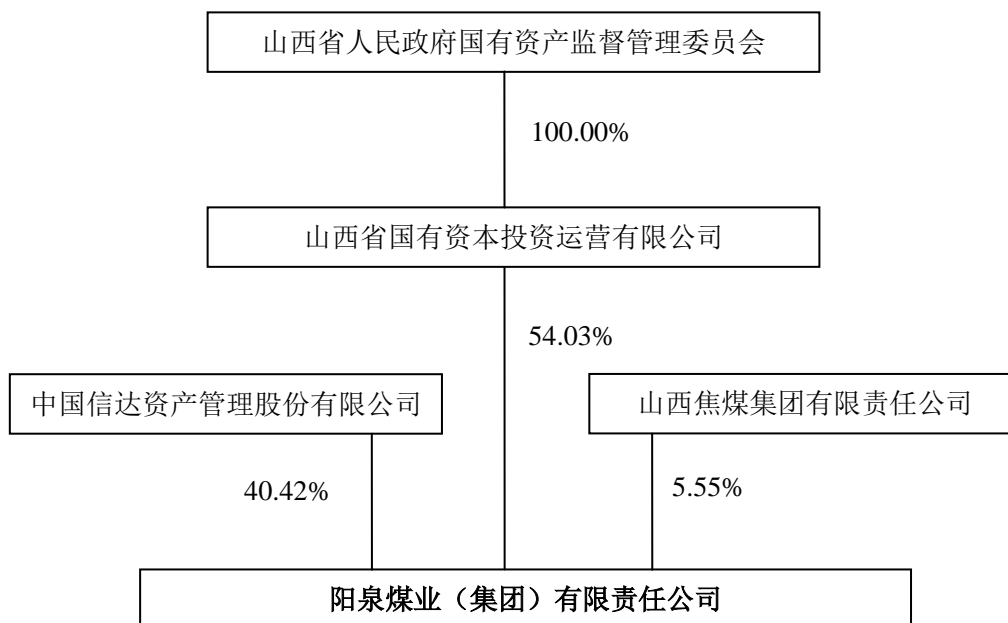 山西省人民政府国有资产监督管理委员会
100.00%
山西省国有资本投资运营有限公司
54.03%
中国信达资产管理股份有限公司
山西焦煤集团有限责任公司
40.42%
5.55%
阳泉煤业（集团）有限责任公司